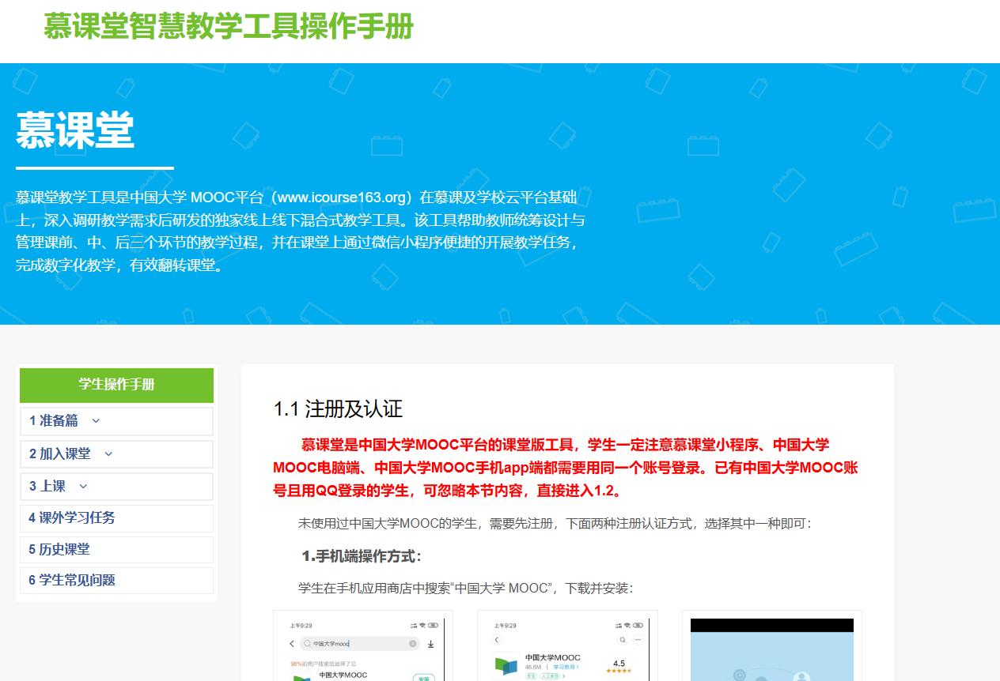 慕课堂智慧教学工具操作手册
慕课堂
慕课堂教学工具是中国大学 MOOC平台（www.icourse163.org）在慕课及学校云平台基础
上，深入调研教学需求后研发的独家线上线下混合式教学工具。该工具帮助教师统筹设计与
管理课前、中、后三个环节的教学过程，并在课堂上通过微信小程序便捷的开展教学任务，
完成数字化教学，有效翻转课堂。
学生操作手册
1 准备篇
2 加入课堂
3 上课
4 课外学习任务
5 历史课堂
6 学生常见问题
1.1 注册及认证
慕课堂是中国大学MOOC平台的课堂版工具，学生一定注意慕课堂小程序、中国大学
MOOC电脑端、中国大学MOOC手机app端都需要用同一个账号登录。已有中国大学MOOC账
号且用QQ登录的学生，可忽略本节内容，直接进入1.2。
未使用过中国大学MOOC的学生，需要先注册，下面两种注册认证方式，选择其中一种即可：
1.手机端操作方式：
学生在手机应用商店中搜索“中国大学 MOOC”，下载并安装：
上午9:29
中国大学mooc
98%的用户搜索后选择了它
中国大学MOOC
安装
上午9:29
中国大学MOOC
46.6M | 学习教育
4.5
安全 人工亲测